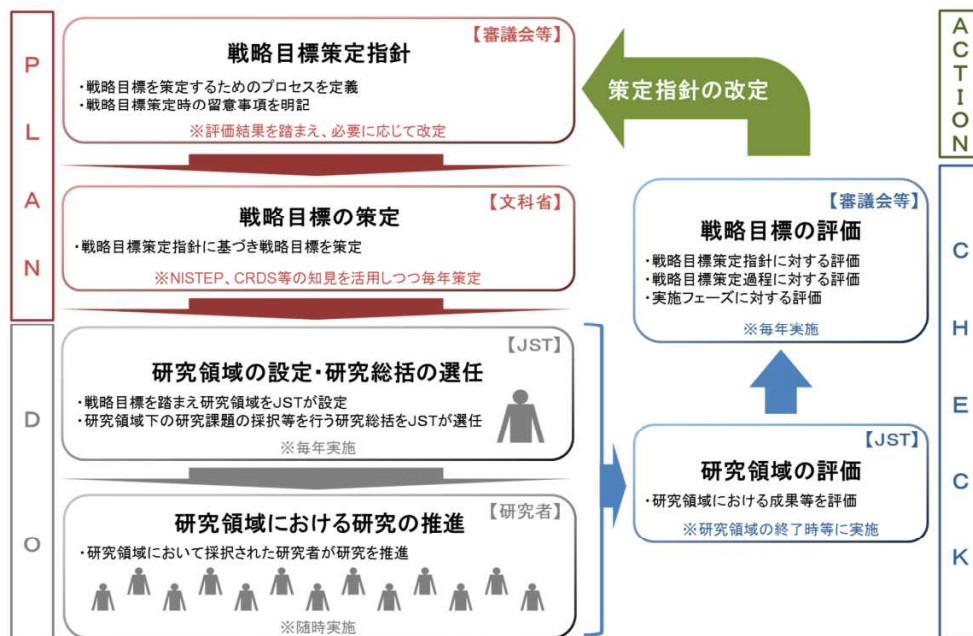 PLAN
【審議会等】
戦略目標策定指針
・戦略目標を策定するためのプロセスを定義
・戦略目標策定時の留意事項を明記
※評価結果を踏まえ、必要に応じて改定
【文科省】
戦略目標の策定
・戦略目標策定指針に基づき戦略目標を策定
※NISTEP、CRDS等の知見を活用しつつ毎年策定
DO
【JST】
研究領域の設定・研究総括の選任
・戦略目標を踏まえ研究領域をJSTが設定
・研究領域下の研究課題の採択等を行う研究総括をJSTが選任
※毎年実施
【研究者】
研究領域における研究の推進
・研究領域において採択された研究者が研究を推進
※随時実施
CHECK
【JST】
研究領域の評価
・研究領域における成果等を評価
※研究領域の終了時等に実施
【審議会等】
戦略目標の評価
・戦略目標策定指針に対する評価
・戦略目標策定過程に対する評価
・実施フェーズに対する評価
※毎年実施
ACTION
策定指針の改定